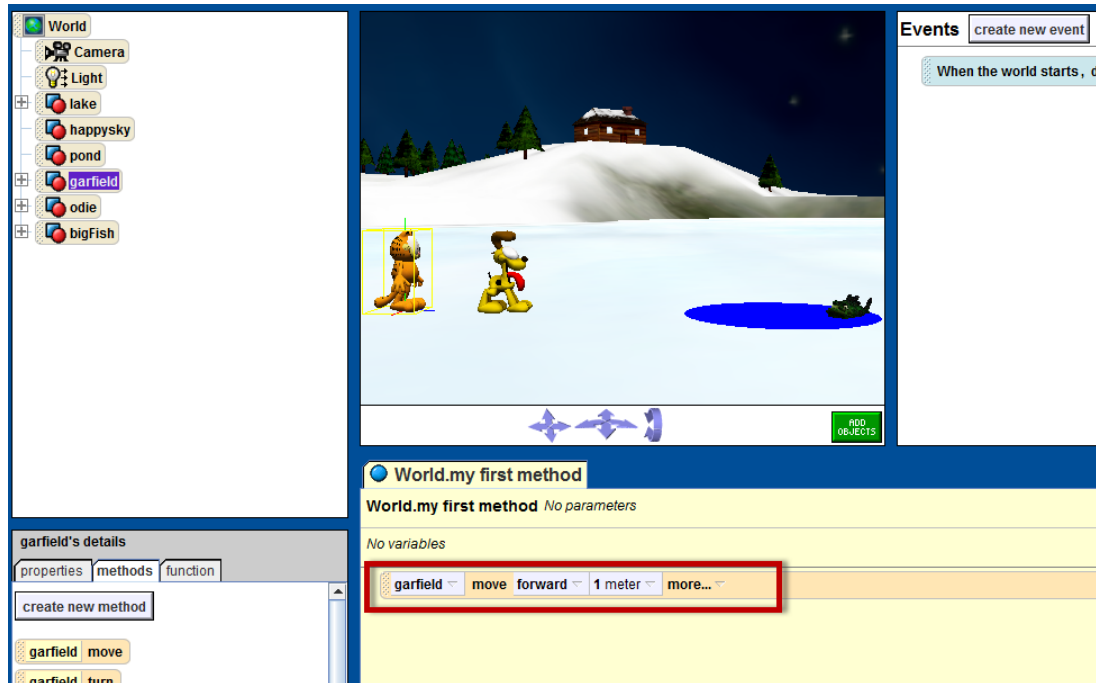 World
Camera
Light
lake
happysky
pond
garfield
odie
bigFish
garfield's details
properties methods function
create new method
garfield move
garfield turn
ADD
OBJECTS
Events create new event
When the world starts, d
World.my first method
World.my first method No parameters
No variables
garfield move forward 1 meter more...